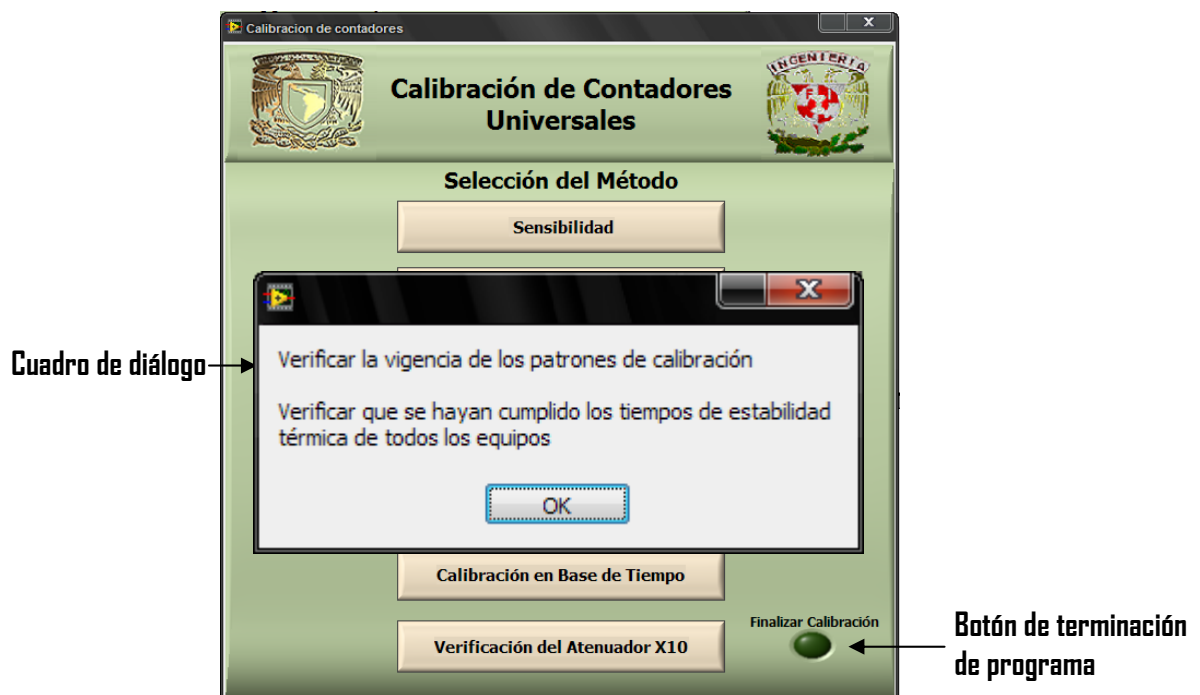 Calibracion de contadores
Calibración de Contadores
Universales
INGENIERIA
Selección del Método
Sensibilidad
Cuadro de diálogo
Verificar la vigencia de los patrones de calibración
Verificar que se hayan cumplido los tiempos de estabilidad
térmica de todos los equipos
OK
Calibración en Base de Tiempo
Finalizar Calibración
Verificación del Atenuador X10
Botón de terminación
de programa